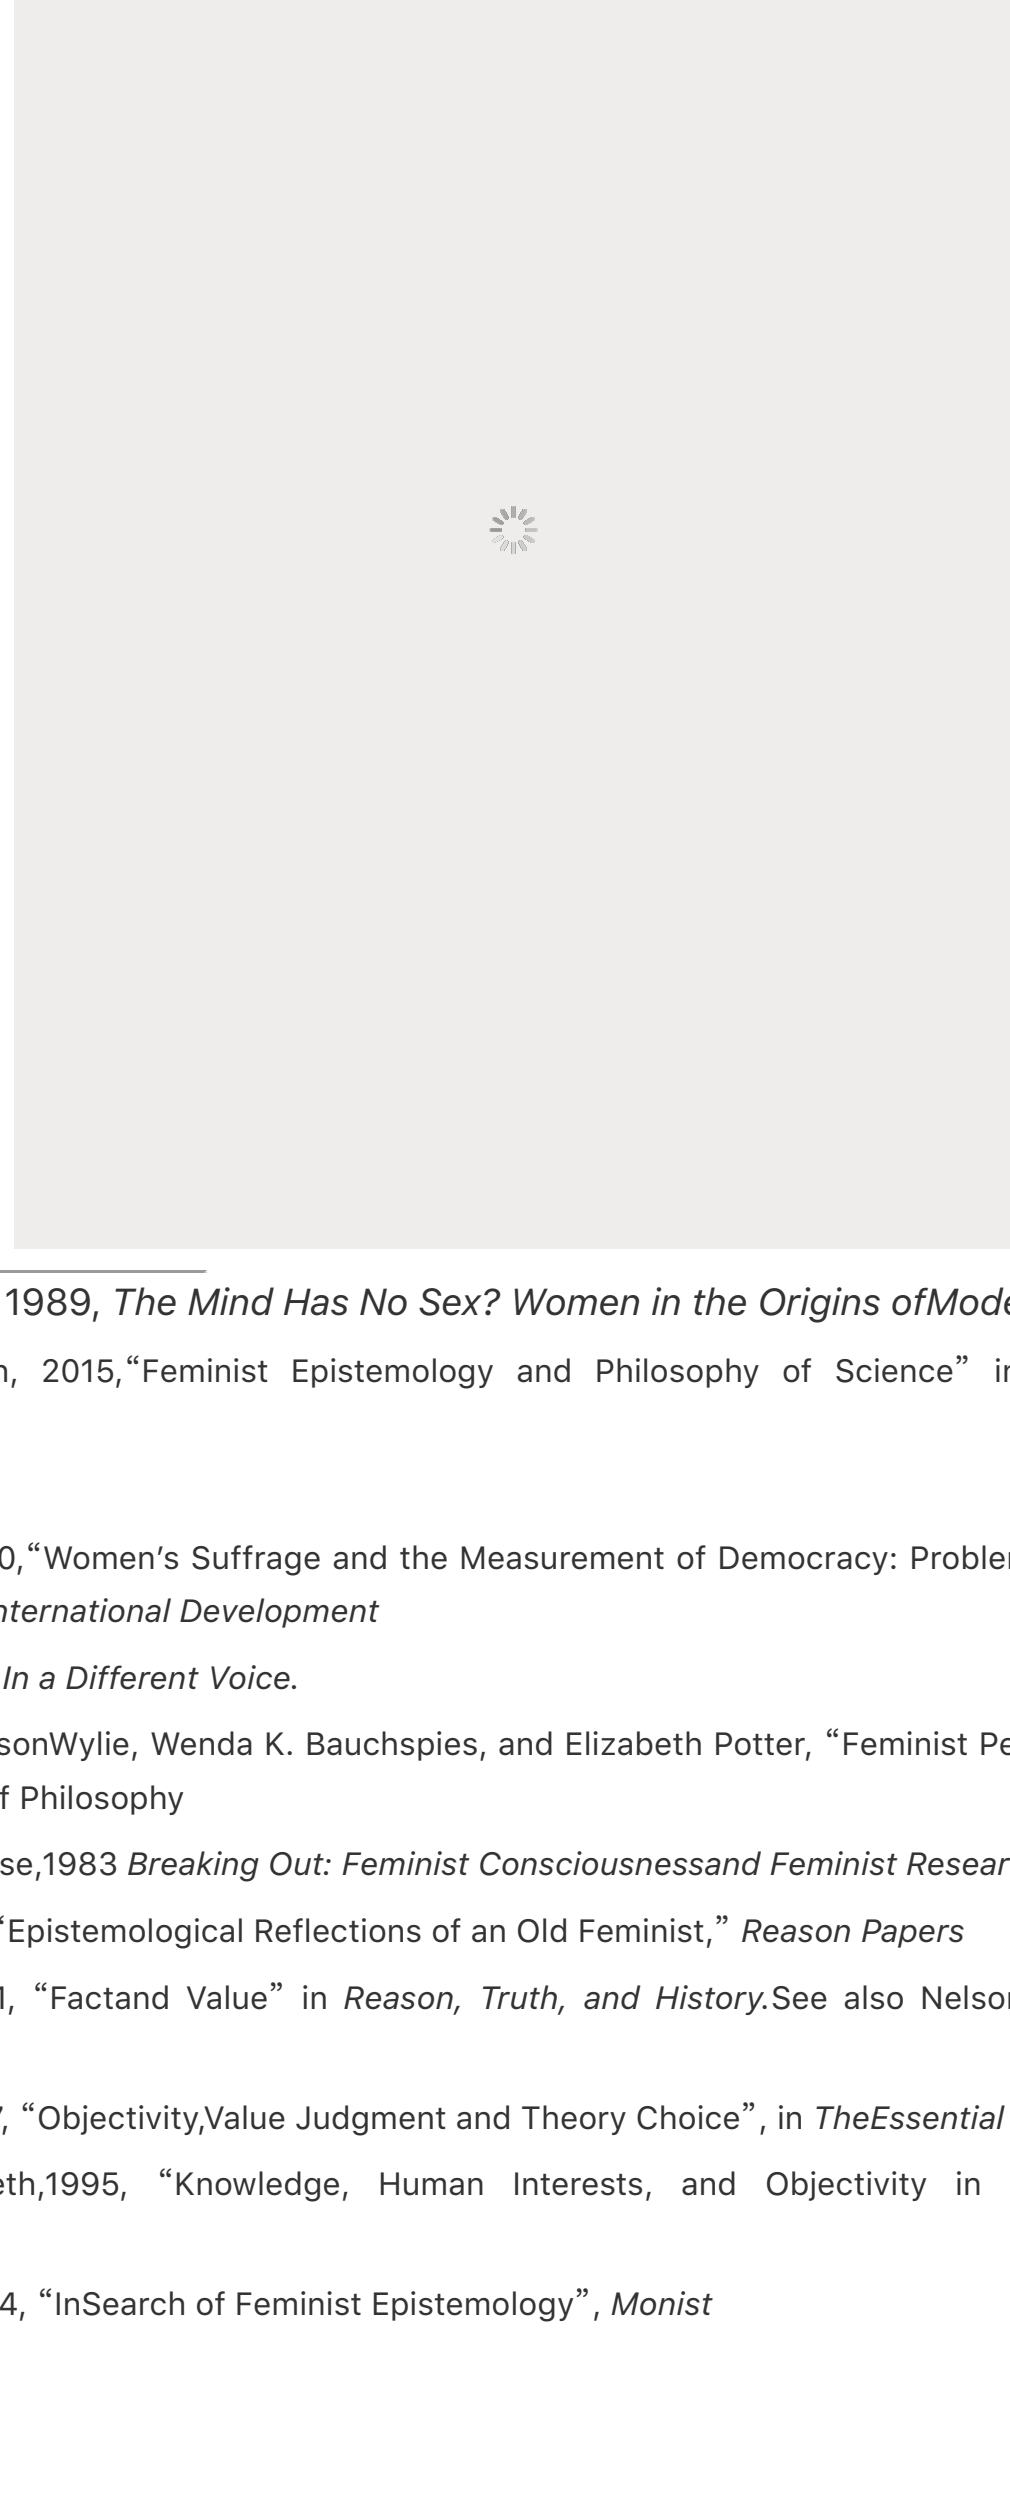 1989, The Mind Has No Sex? Women in the Origins ofMode
n, 2015,“Feminist Epistemology and Philosophy of Science” in
0,“Women’s Suffrage and the Measurement of Democracy: Problem
nternational Development
In a Different Voice.
sonWylie, Wenda K. Bauchspies, and Elizabeth Potter, “Feminist Pe
f Philosophy
se,1983 Breaking Out: Feminist Consciousnessand Feminist Resear
“Epistemological Reflections of an Old Feminist,” Reason Papers
1, “Factand Value” in Reason, Truth, and History.See also Nelson
7, “Objectivity,Value Judgment and Theory Choice”, in TheEssential
eth,1995, “Knowledge, Human Interests, and Objectivity in
4, “InSearch of Feminist Epistemology”, Monist